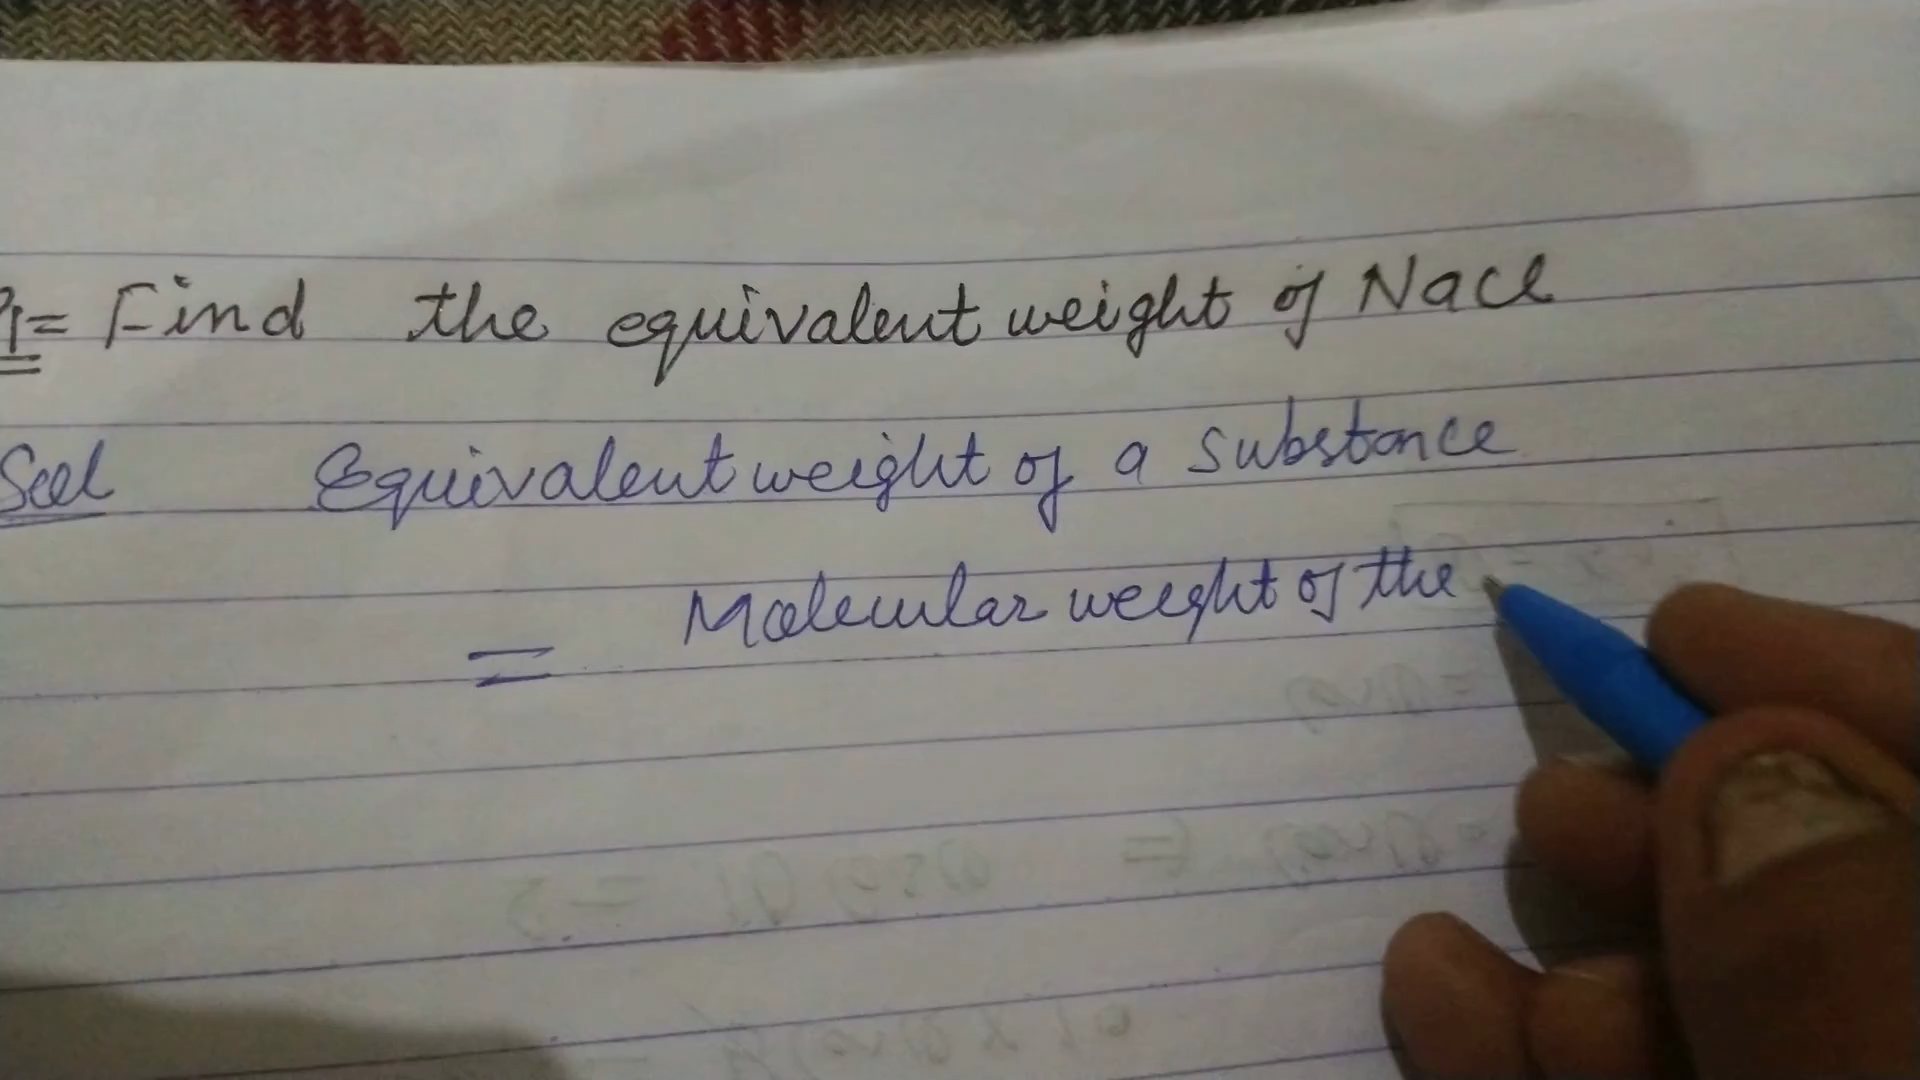 = Find the equivalent weight of Nacl
Sol Equivalent weight of a substance
= Molecular weight of the